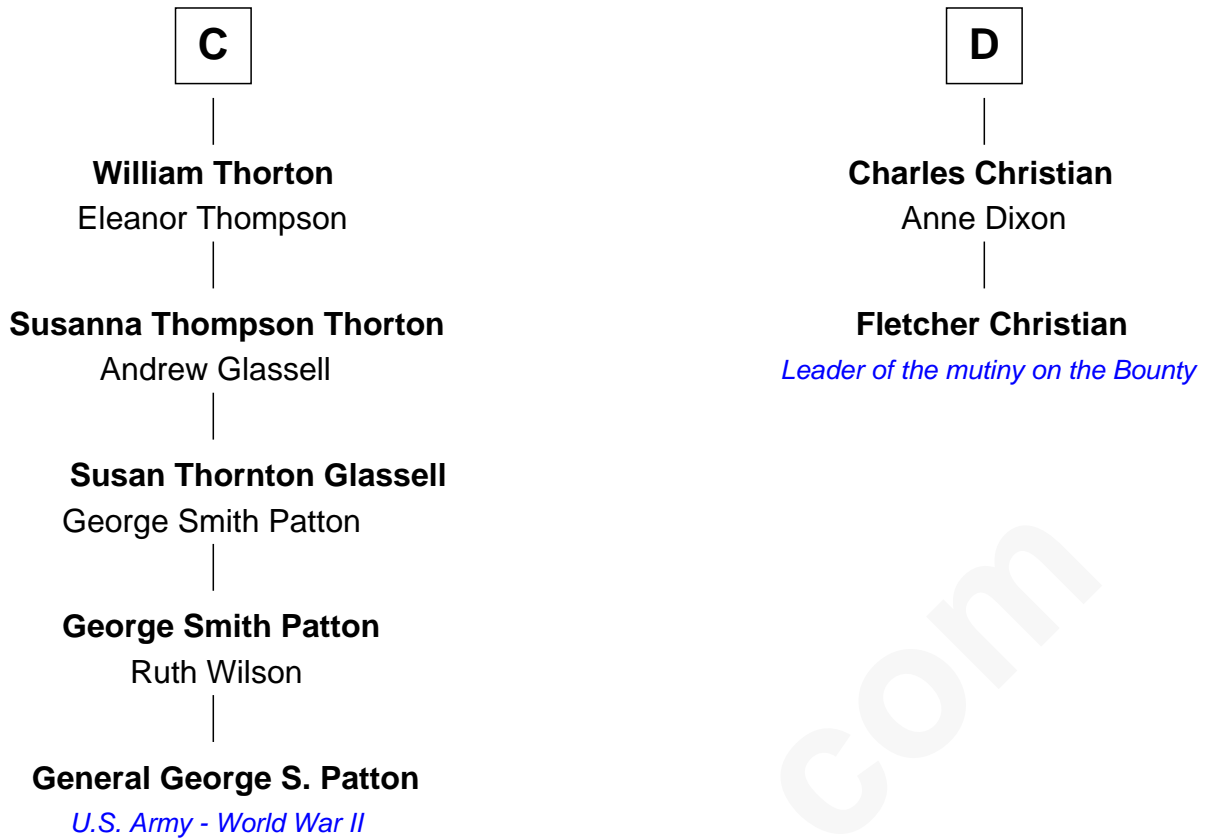 C
William Thorton
Eleanor Thompson
Susanna Thompson Thorton
Andrew Glassell
Susan Thornton Glassell
George Smith Patton
George Smith Patton
Ruth Wilson
General George S. Patton
U.S. Army - World War II
D
Charles Christian
Anne Dixon
Fletcher Christian
Leader of the mutiny on the Bounty
com